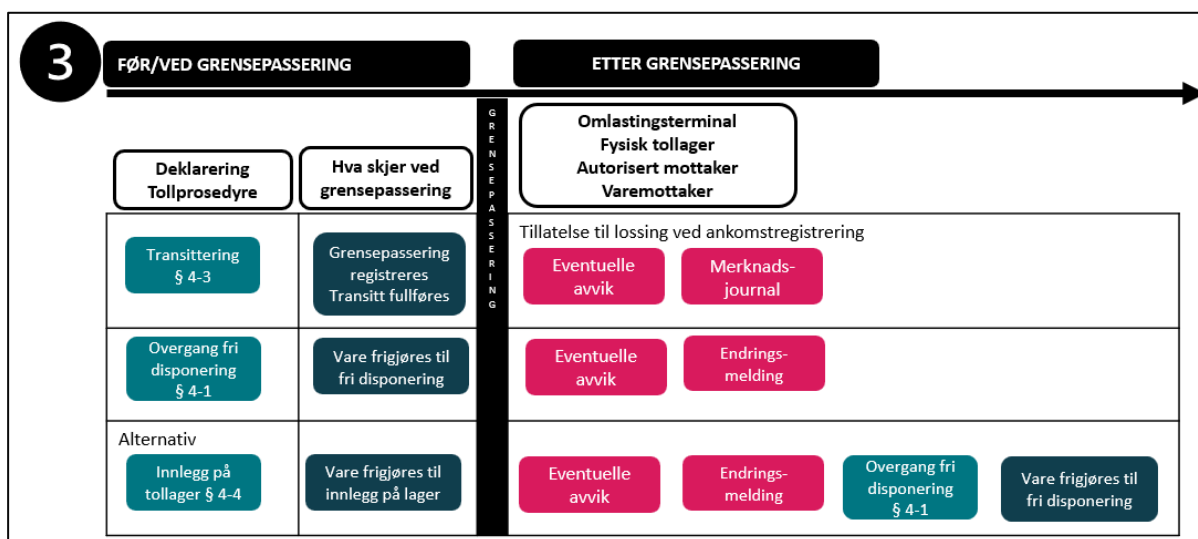 3
FØR/VED GRENSEPASSERING
ETTER GRENSEPASSERING
GRENSEPASSERING
Deklarering
Tollprosedyre
Hva skjer ved
grensepassering
Omlastingsterminal
Fysisk tollager
Autorisert mottaker
Varemottaker
Transittering
§ 4-3
Grensepassering
registreres
Transitt fullføres
Tillatelse til lossing ved ankomstregistrering
Eventuelle
avvik
Merknads-
journal
Overgang fri
disponering
§ 4-1
Vare frigjøres til
fri disponering
Eventuelle
avvik
Endrings-
melding
Alternativ
Innlegg på
tollager § 4-4
Vare frigjøres til
innlegg på lager
Eventuelle
avvik
Endrings-
melding
Overgang fri
disponering
§ 4-1
Vare frigjøres til
fri disponering